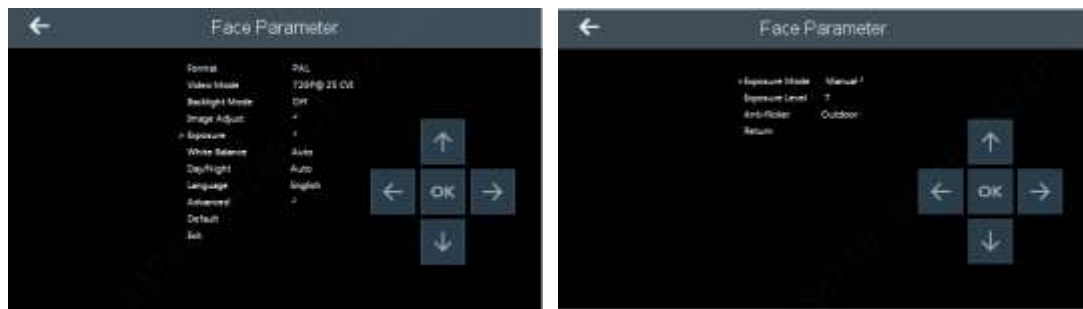 Face Parameter
Format PAL
Video Mode 720P@ 25 CVI
Backlight Mode Off
Image Adjust
> Exposure
White Balance Auto
Day/Night Auto
Language English
Advanced
Default
Exit
OK
Face Parameter
> Exposure Mode Manual
Exposure Level 7
Anti-flicker Outdoor
Return
OK